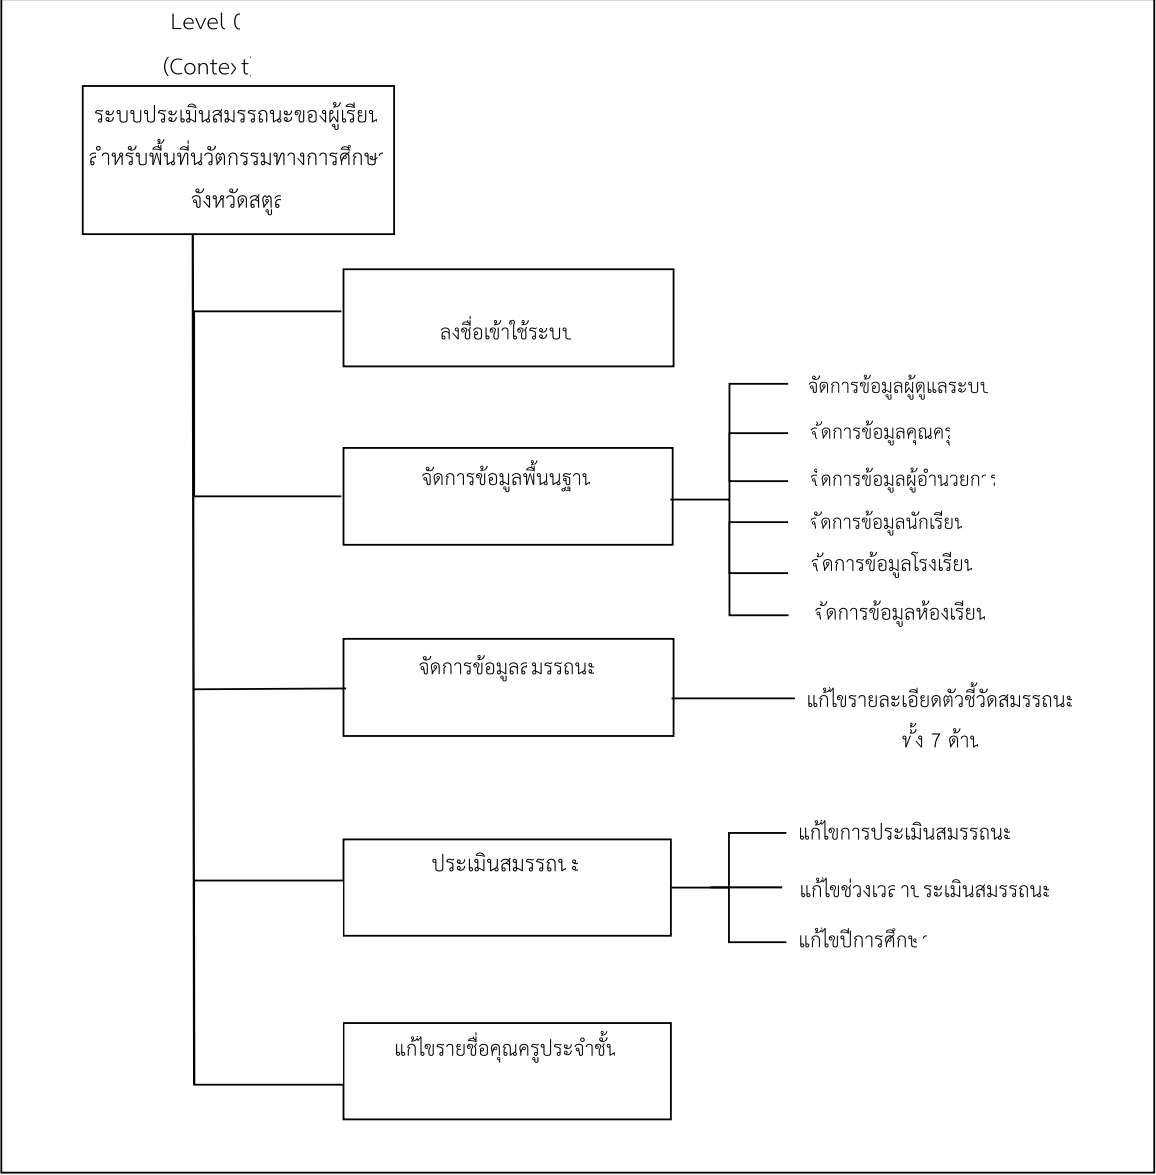 Level 0
(Context)
ระบบประเมินสมรรถนะของผู้เรียน
สำหรับพื้นที่นวัตกรรมทางการศึกษา
จังหวัดสตูล
ลงชื่อเข้าใช้ระบบ
จัดการข้อมูลพื้นนฐาน
จัดการข้อมูลผู้ดูแลระบบ
จัดการข้อมูลคุณครู
จัดการข้อมูลผู้อำนวยการ
จัดการข้อมูลนักเรียน
จัดการข้อมูลโรงเรียน
จัดการข้อมูลห้องเรียน
จัดการข้อมูลสมรรถนะ
แก้ไขรายละเอียดตัวชี้วัดสมรรถนะ
ทั้ง 7 ด้าน
ประเมินสมรรถนะ
แก้ไขการประเมินสมรรถนะ
แก้ไขช่วงเวลาประเมินสมรรถนะ
แก้ไขปีการศึกษา
แก้ไขรายชื่อคุณครูประจำชั้น